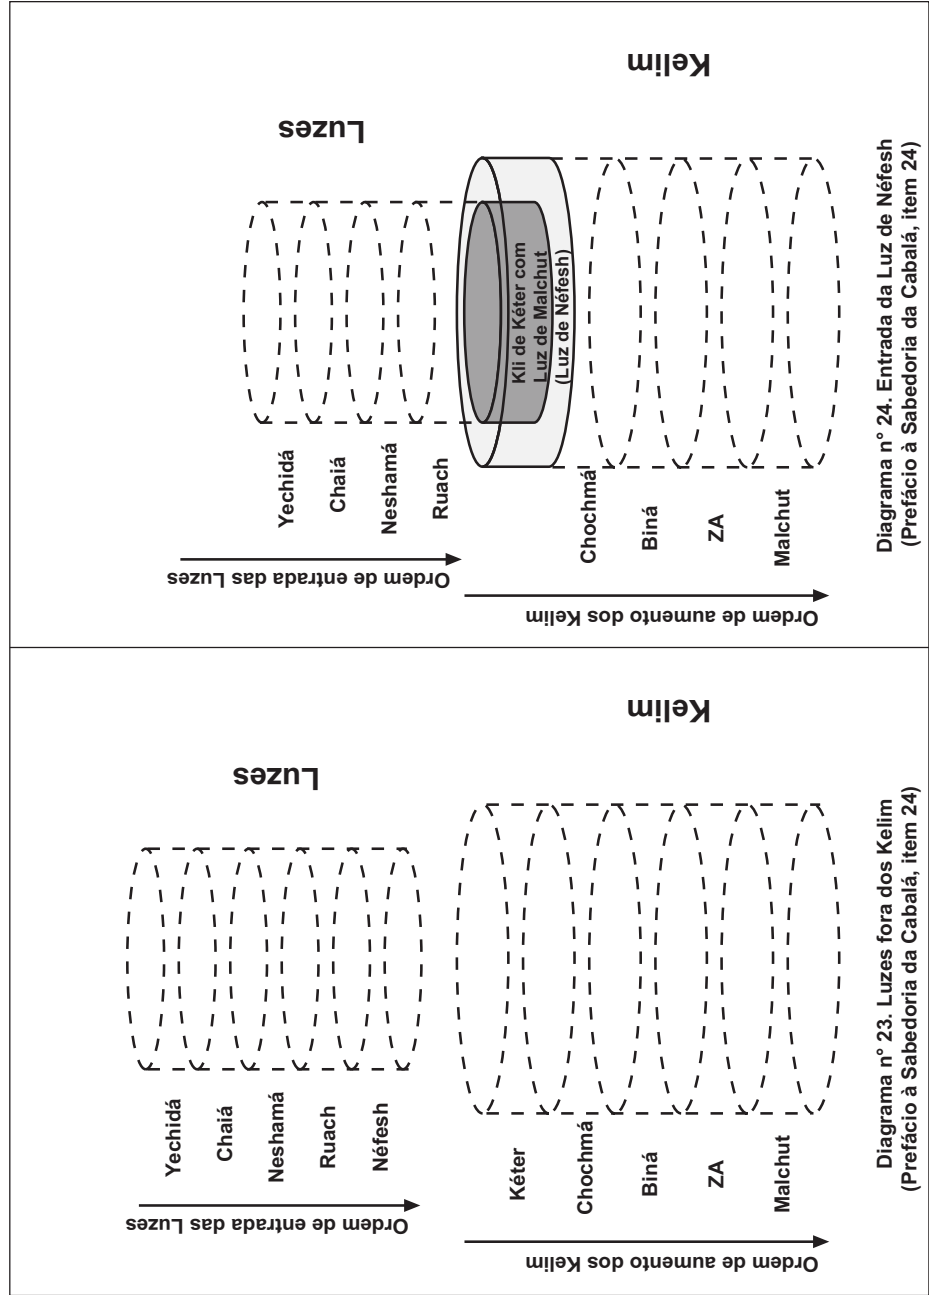 Luzes
Kelim
Yechidá
Chaiá
Neshamá
Ruach
Ordem de entrada das Luzes
Kli de Kéter com
Luz de Malchut
(Luz de Néfesh)
Chochmá
Biná
ZA
Malchut
Ordem de aumento dos Kelim
Diagrama n° 24. Entrada da Luz de Néfesh
(Prefácio à Sabedoria da Cabalá, item 24)
Luzes
Kelim
Yechidá
Chaiá
Neshamá
Ruach
Néfesh
Ordem de entrada das Luzes
Kéter
Chochmá
Biná
ZA
Malchut
Ordem de aumento dos Kelim
Diagrama n° 23. Luzes fora dos Kelim
(Prefácio à Sabedoria da Cabalá, item 24)